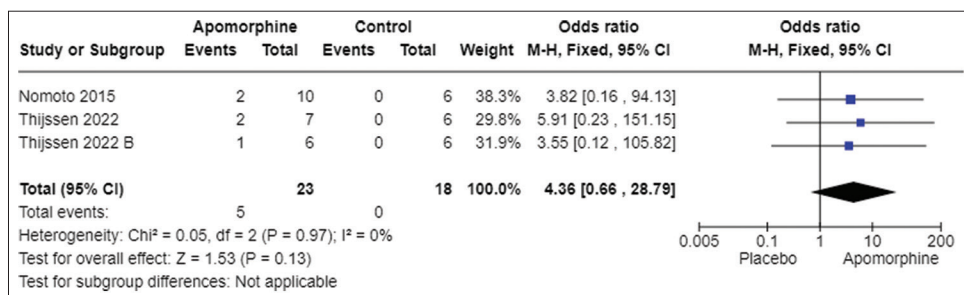 Apomorphine Control Odds ratio Odds ratio
Study or Subgroup Events Total Events Total Weight M-H, Fixed, 95% CI M-H, Fixed, 95% CI
Nomoto 2015 2 10 0 6 38.3% 3.82 [0.16 , 94.13]
Thijssen 2022 2 7 0 6 29.8% 5.91 [0.23 , 151.15]
Thijssen 2022 B 1 6 0 6 31.9% 3.55 [0.12 , 105.82]
Total (95% CI) 23 18 100.0% 4.36 [0.66 , 28.79]
Total events: 5 0
Heterogeneity: Chi² = 0.05, df = 2 (P = 0.97); I² = 0%
Test for overall effect: Z = 1.53 (P = 0.13)
Test for subgroup differences: Not applicable
0.005 0.1 1 10 200
Placebo Apomorphine